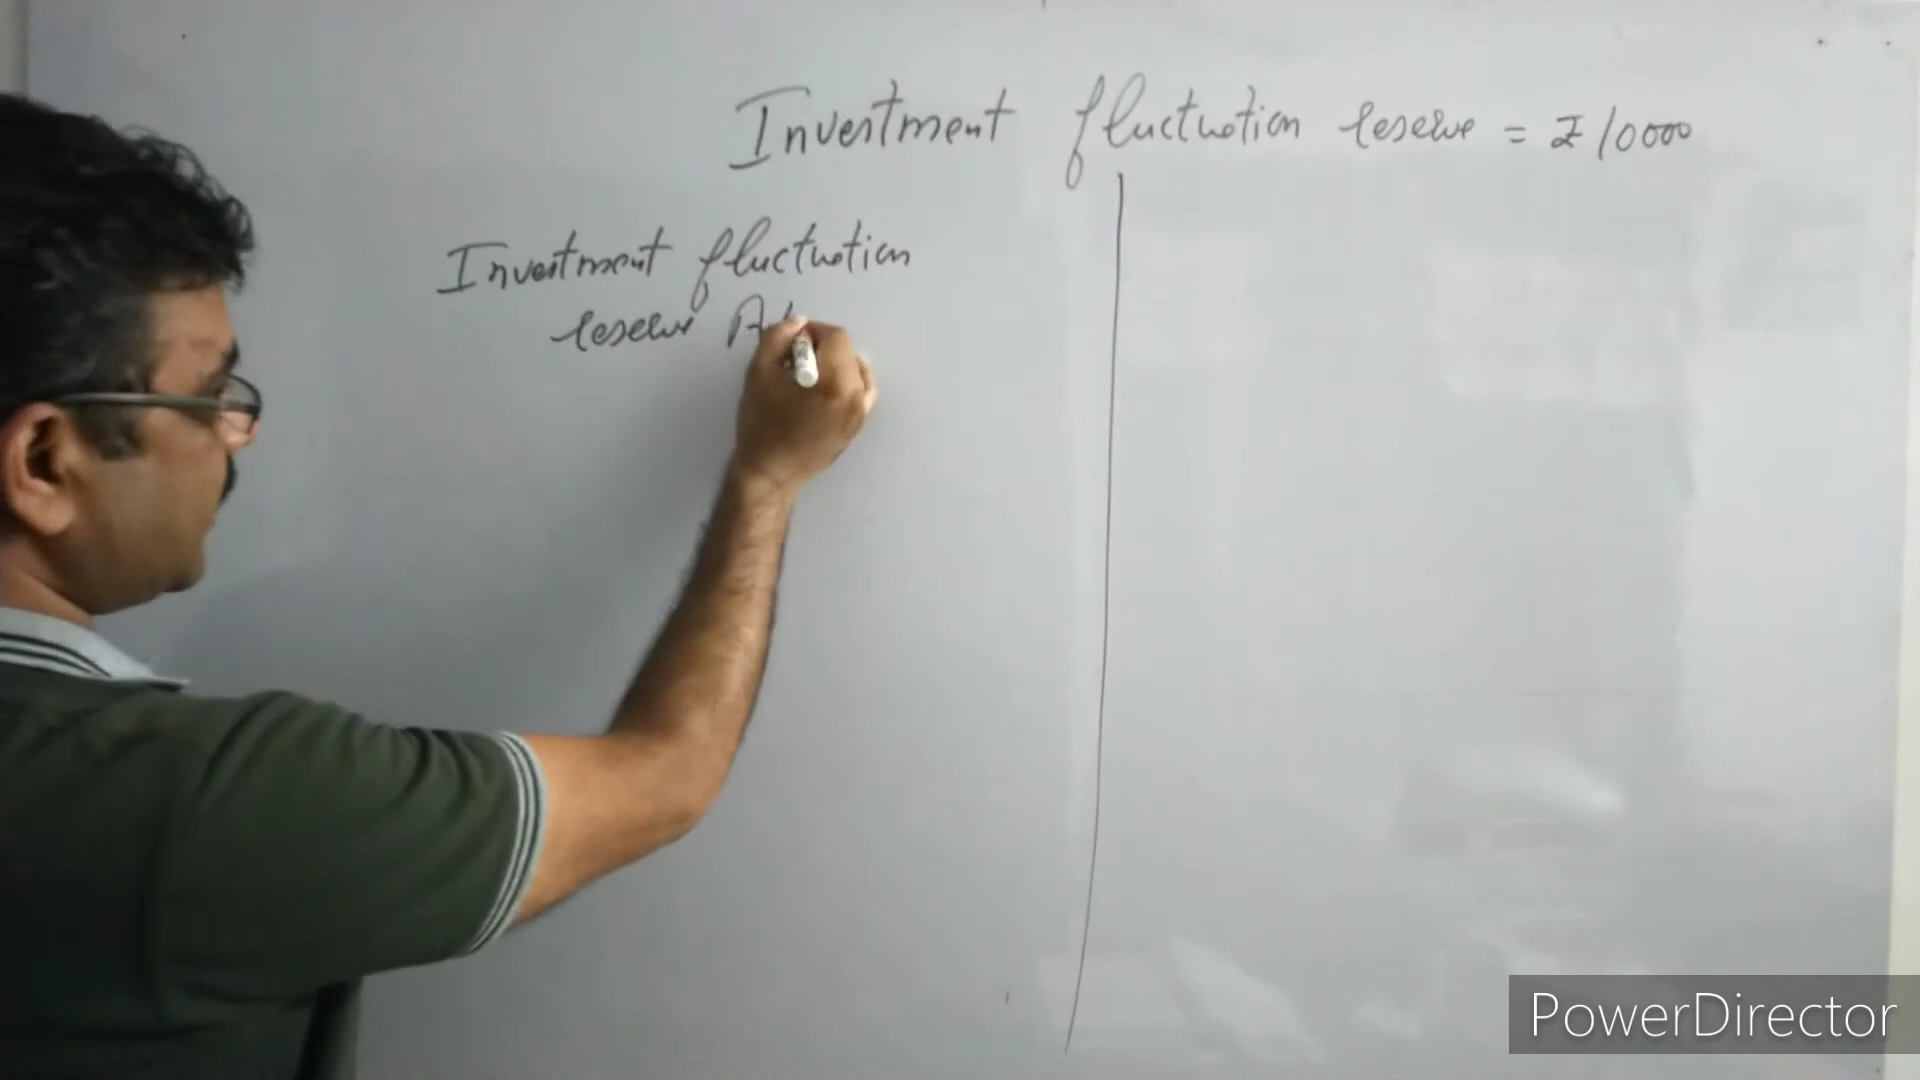 Investment fluctuation reserve = ₹ 10000
Investment fluctuation
reserve
PowerDirector